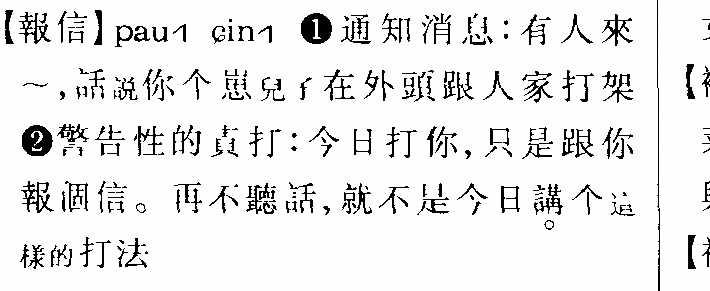 【報信】pau˧ ɕin˧ ❶通知消息：有人來
～，話説你个崽兒在外頭跟人家打架
❷警告性的責打：今日打你，只是跟你
報個信。再不聽話，就不是今日講个這
樣的打法
【
【